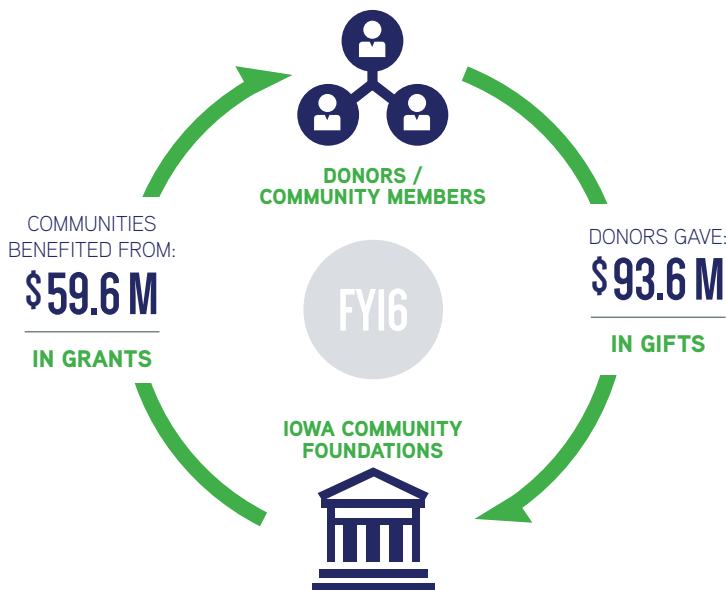 DONORS /
COMMUNITY MEMBERS
COMMUNITIES
BENEFITED FROM:
$59.6 M
IN GRANTS
FY16
DONORS GAVE:
$93.6 M
IN GIFTS
IOWA COMMUNITY
FOUNDATIONS